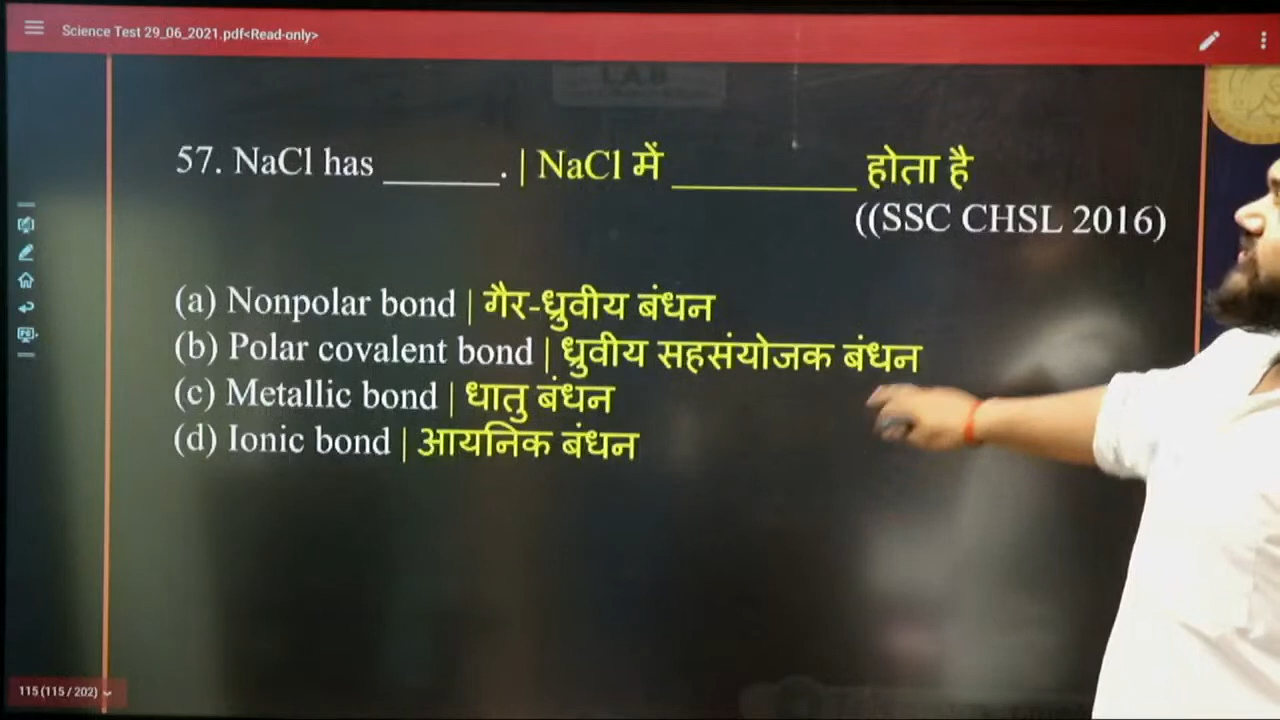 Science Test 29_06_2021.pdf<Read-only>
LAB
57. NaCl has ______. | NaCl में __________ होता है
((SSC CHSL 2016)
(a) Nonpolar bond | गैर-ध्रुवीय बंधन
(b) Polar covalent bond | ध्रुवीय सहसंयोजक बंधन
(c) Metallic bond | धातु बंधन
(d) Ionic bond | आयनिक बंधन
115 (115 / 202)